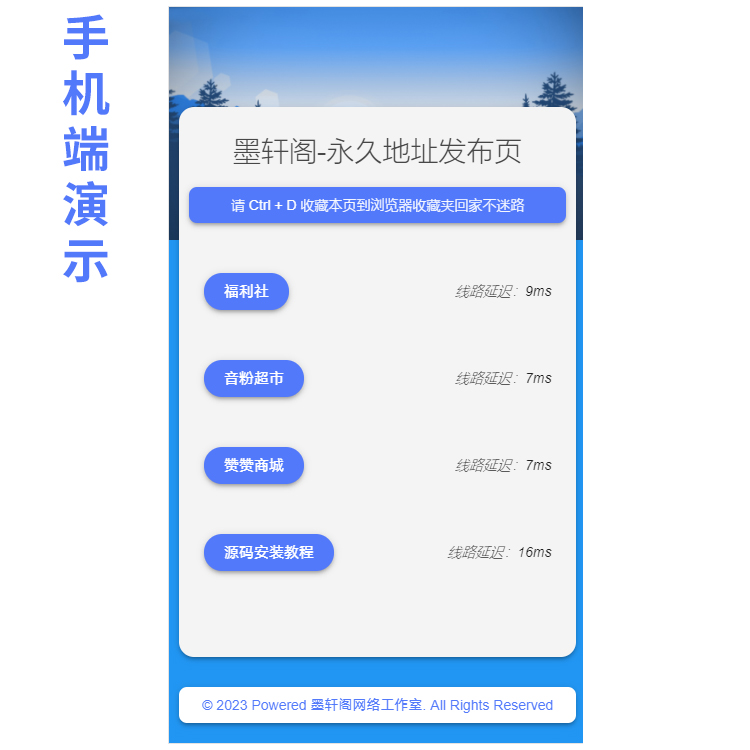 手机端演示
墨轩阁-永久地址发布页
请 Ctrl + D 收藏本页到浏览器收藏夹回家不迷路
福利社 线路延迟：9ms
音粉超市 线路延迟：7ms
赞赞商城 线路延迟：7ms
源码安装教程 线路延迟：16ms
© 2023 Powered 墨轩阁网络工作室. All Rights Reserved